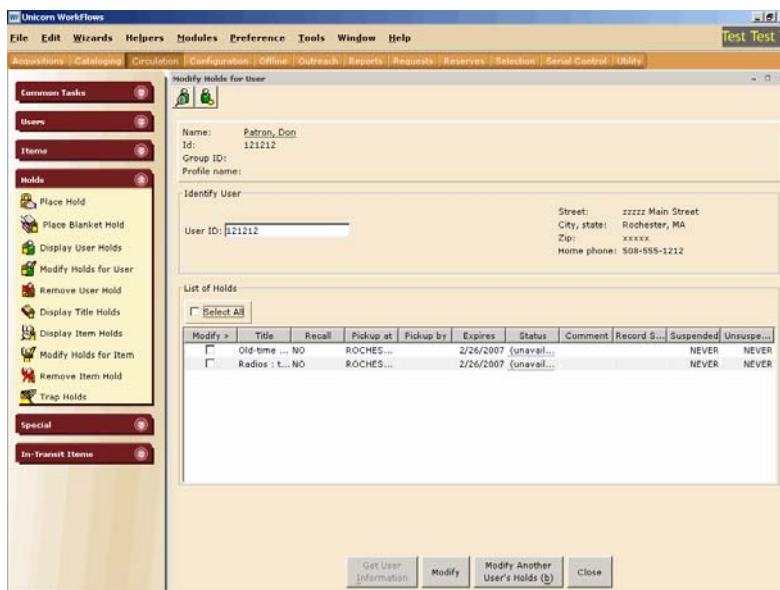 Unicorn WorkFlows
File Edit Wizards Helpers Modules Preference Tools Window Help
Test Test
Acquisitions Cataloging Circulation Configuration Offline Outreach Reports Requests Reserves Selection Serial Control Utility
Common Tasks
Users
Items
Holds
Place Hold
Place Blanket Hold
Display User Holds
Modify Holds for User
Remove User Hold
Display Title Holds
Display Item Holds
Modify Holds for Item
Remove Item Hold
Trap Holds
Special
In-Transit Items
Modify Holds for User
Name: Patron, Don
Id: 121212
Group ID:
Profile name:
Identify User
User ID: 121212
Street: zzzzz Main Street
City, state: Rochester, MA
Zip: xxxxx
Home phone: 508-555-1212
List of Holds
Select All
Modify > Title Recall Pickup at Pickup by Expires Status Comment Record S... Suspended Unsuspe...
Old-time ... NO ROCHES... 2/26/2007 (unavail... NEVER NEVER
Radios : t... NO ROCHES... 2/26/2007 (unavail... NEVER NEVER
Get User
Information
Modify
Modify Another
User's Holds (b)
Close